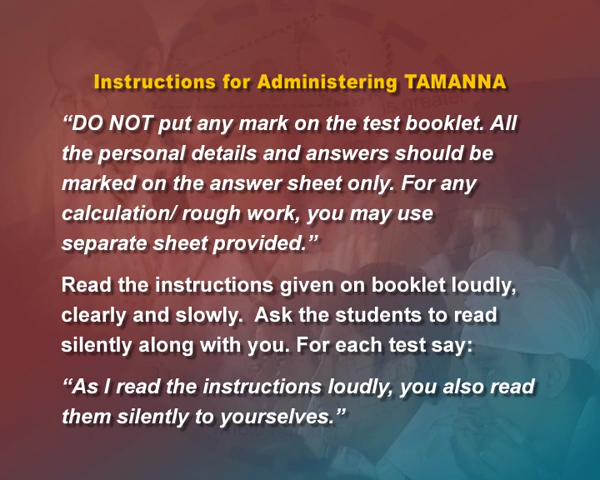 Instructions for Administering TAMANNA
“DO NOT put any mark on the test booklet. All
the personal details and answers should be
marked on the answer sheet only. For any
calculation/ rough work, you may use
separate sheet provided.”
Read the instructions given on booklet loudly,
clearly and slowly.  Ask the students to read
silently along with you. For each test say:
“As I read the instructions loudly, you also read
them silently to yourselves.”